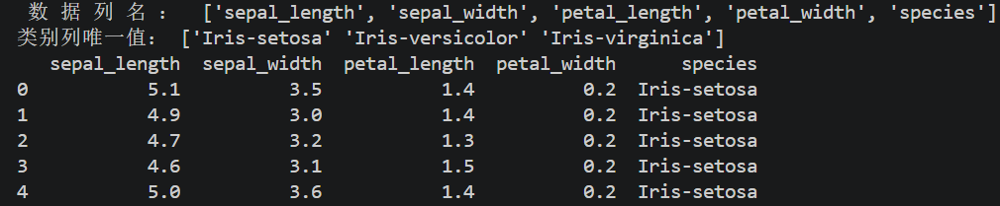 数据列名： ['sepal_length', 'sepal_width', 'petal_length', 'petal_width', 'species']
类别列唯一值： ['Iris-setosa' 'Iris-versicolor' 'Iris-virginica']
   sepal_length  sepal_width  petal_length  petal_width      species
0           5.1          3.5           1.4          0.2  Iris-setosa
1           4.9          3.0           1.4          0.2  Iris-setosa
2           4.7          3.2           1.3          0.2  Iris-setosa
3           4.6          3.1           1.5          0.2  Iris-setosa
4           5.0          3.6           1.4          0.2  Iris-setosa